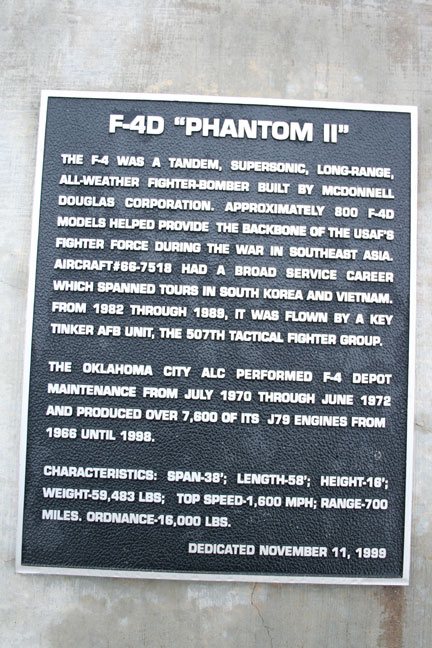 F-4D "PHANTOM II"
THE F-4 WAS A TANDEM, SUPERSONIC, LONG-RANGE,
ALL-WEATHER FIGHTER-BOMBER BUILT BY MCDONNELL
DOUGLAS CORPORATION. APPROXIMATELY 800 F-4D
MODELS HELPED PROVIDE THE BACKBONE OF THE USAF'S
FIGHTER FORCE DURING THE WAR IN SOUTHEAST ASIA.
AIRCRAFT#66-7518 HAD A BROAD SERVICE CAREER
WHICH SPANNED TOURS IN SOUTH KOREA AND VIETNAM.
FROM 1982 THROUGH 1989, IT WAS FLOWN BY A KEY
TINKER AFB UNIT, THE 507TH TACTICAL FIGHTER GROUP.
THE OKLAHOMA CITY ALC PERFORMED F-4 DEPOT
MAINTENANCE FROM JULY 1970 THROUGH JUNE 1972
AND PRODUCED OVER 7,600 OF ITS J79 ENGINES FROM
1966 UNTIL 1998.
CHARACTERISTICS: SPAN-38'; LENGTH-58'; HEIGHT-16';
WEIGHT-59,483 LBS; TOP SPEED-1,600 MPH; RANGE-700
MILES. ORDNANCE-16,000 LBS.
DEDICATED NOVEMBER 11, 1999